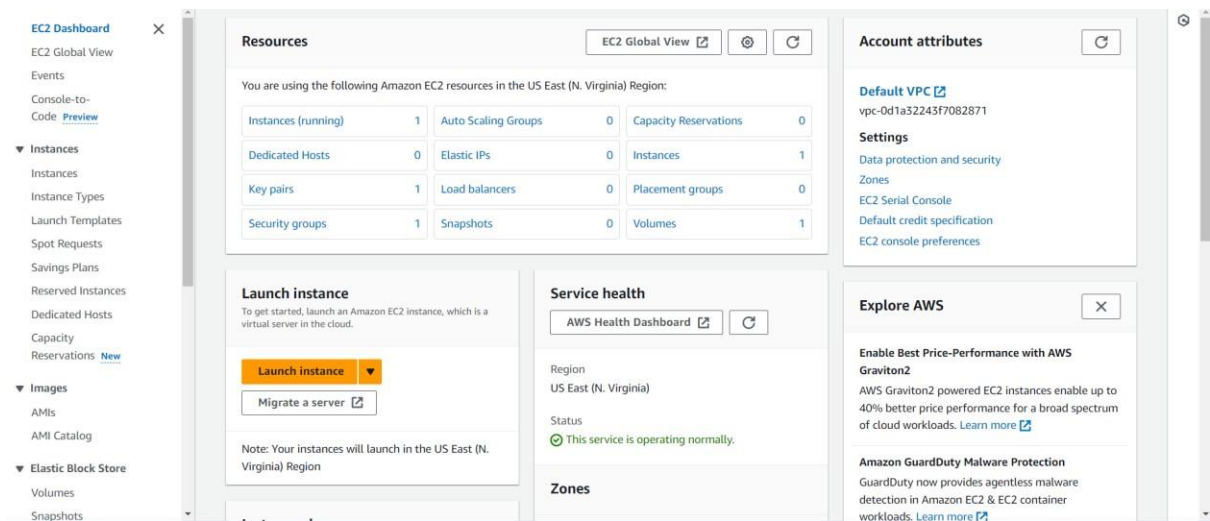 EC2 Dashboard
EC2 Global View
Events
Console-to-
Code Preview
Instances
Instances
Instance Types
Launch Templates
Spot Requests
Savings Plans
Reserved Instances
Dedicated Hosts
Capacity
Reservations New
Images
AMIs
AMI Catalog
Elastic Block Store
Volumes
Snapshots
Resources
EC2 Global View
You are using the following Amazon EC2 resources in the US East (N. Virginia) Region:
Instances (running) 1 Auto Scaling Groups 0 Capacity Reservations 0
Dedicated Hosts 0 Elastic IPs 0 Instances 1
Key pairs 1 Load balancers 0 Placement groups 0
Security groups 1 Snapshots 0 Volumes 1
Launch instance
To get started, launch an Amazon EC2 instance, which is a
virtual server in the cloud.
Launch instance
Migrate a server
Note: Your instances will launch in the US East (N.
Virginia) Region
Service health
AWS Health Dashboard
Region
US East (N. Virginia)
Status
This service is operating normally.
Zones
Account attributes
Default VPC
vpc-0d1a32243f7082871
Settings
Data protection and security
Zones
EC2 Serial Console
Default credit specification
EC2 console preferences
Explore AWS
Enable Best Price-Performance with AWS
Graviton2
AWS Graviton2 powered EC2 instances enable up to
40% better price performance for a broad spectrum
of cloud workloads. Learn more
Amazon GuardDuty Malware Protection
GuardDuty now provides agentless malware
detection in Amazon EC2 & EC2 container
workloads. Learn more